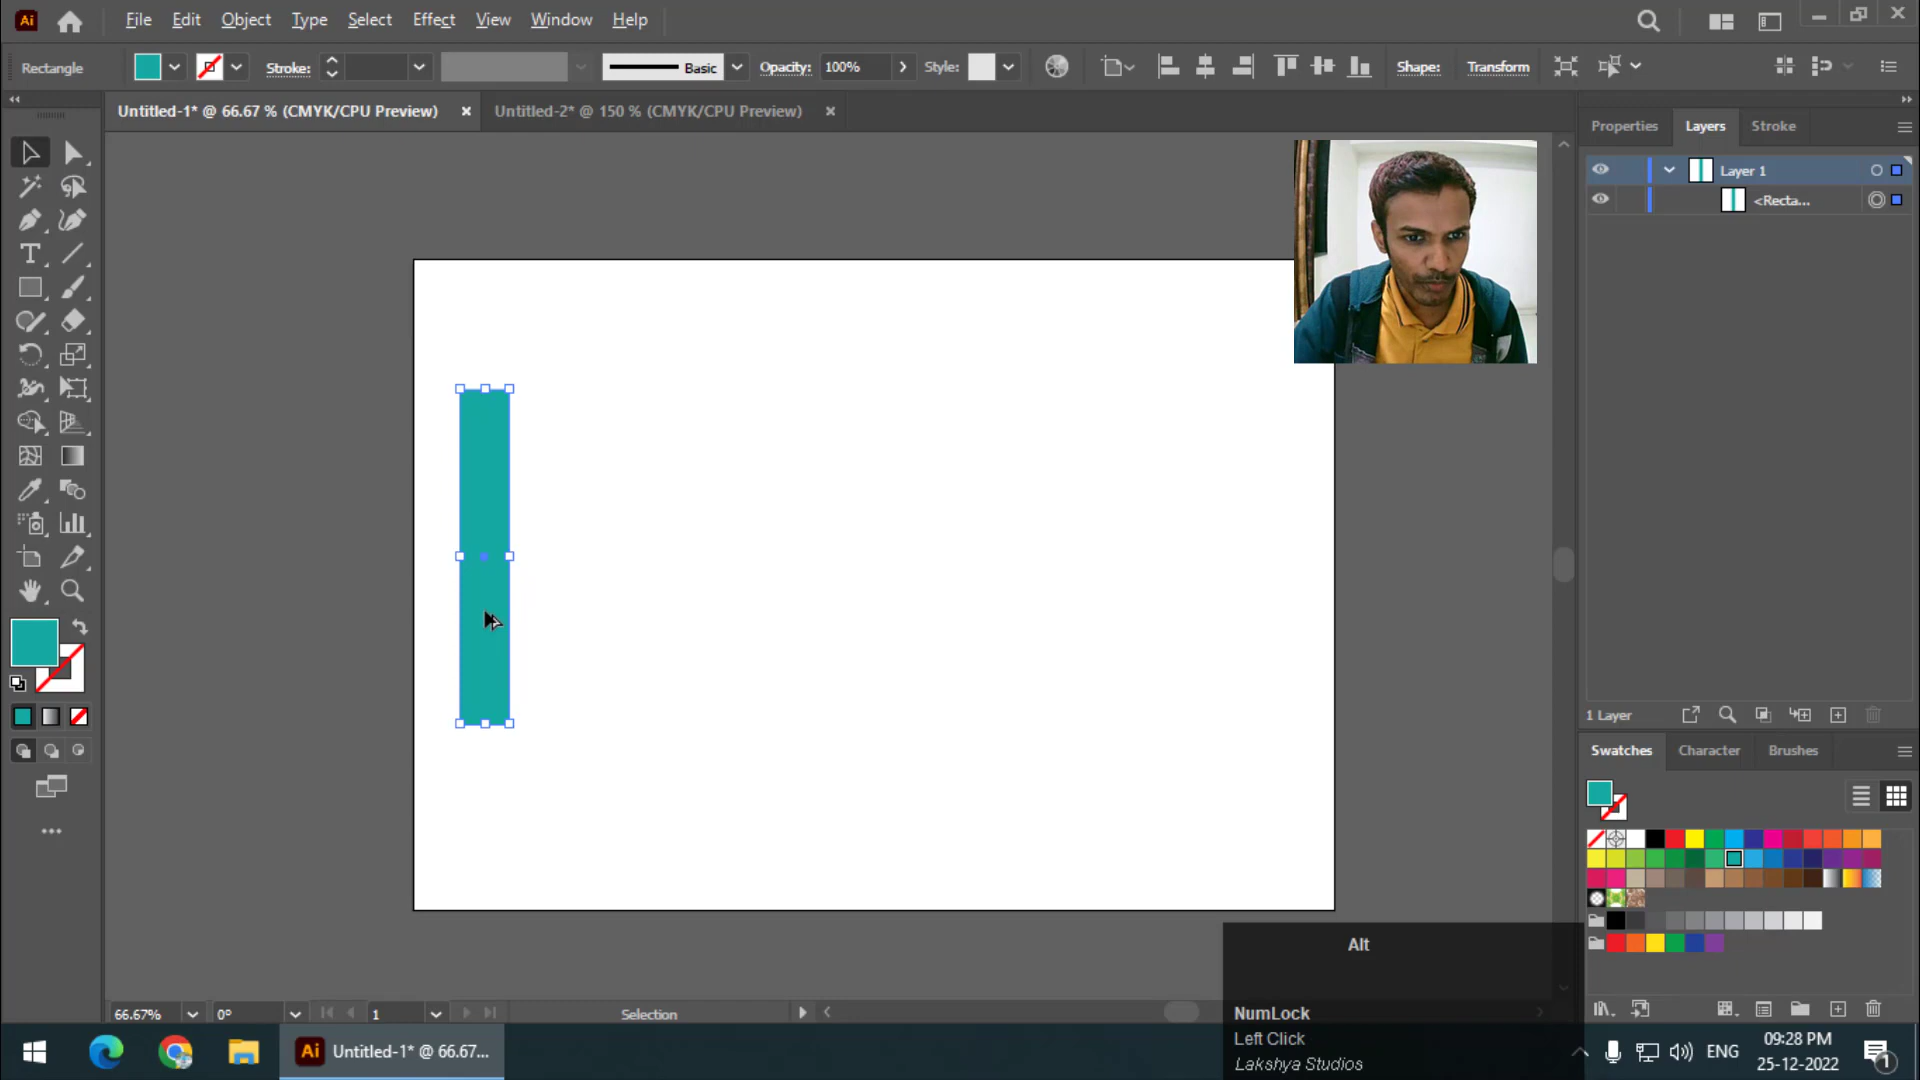 Ai File Edit Object Type Select Effect View Window Help
Rectangle Stroke: Basic Opacity: 100% Style: Shape: Transform
Untitled-1* @ 66.67 % (CMYK/CPU Preview) × Untitled-2* @ 150 % (CMYK/CPU Preview) ×
Properties Layers Stroke
Layer 1
<Recta...
1 Layer
Swatches Character Brushes
Alt
NumLock
Left Click
Lakshya Studios
66.67% 0° 1 Selection
Ai Untitled-1* @ 66.67...
ENG
09:28 PM
25-12-2022
1